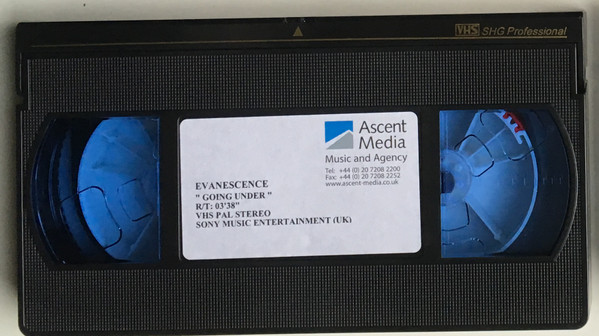 VHS SHG Professional
Ascent
Media
Music and Agency
Tel: +44 (0) 20 7208 2200
Fax: +44 (0) 20 7208 2252
www.ascent-media.co.uk
EVANESCENCE
" GOING UNDER "
R/T: 03'38"
VHS PAL STEREO
SONY MUSIC ENTERTAINMENT (UK)